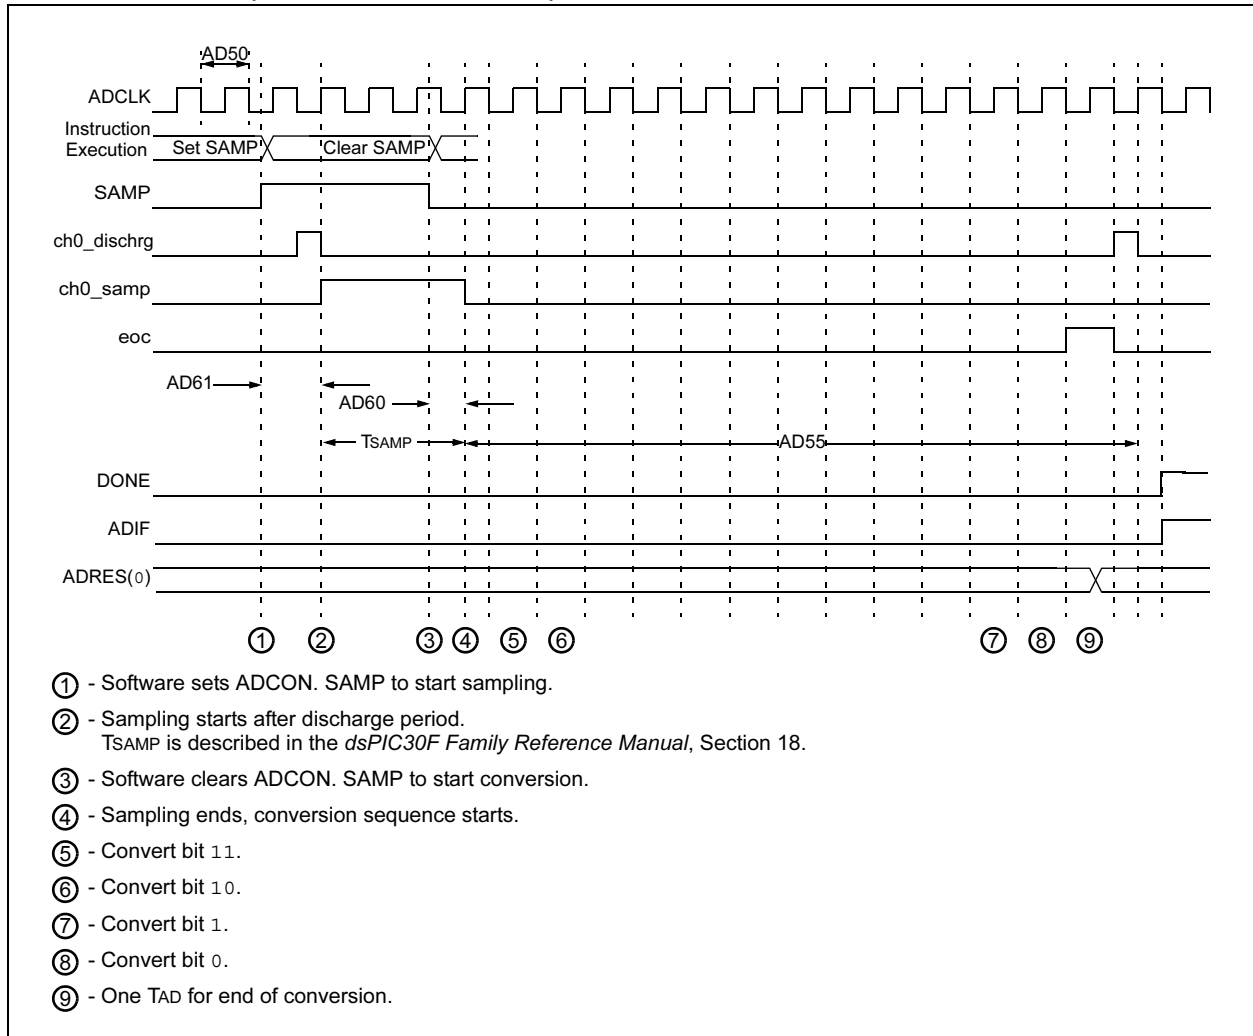 AD50
ADCLK
Instruction
Execution
Set SAMP
Clear SAMP
SAMP
ch0_dischrg
ch0_samp
eoc
AD61
AD60
TSAMP
AD55
DONE
ADIF
ADRES(0)
1 2 3 4 5 6 7 8 9
1 - Software sets ADCON. SAMP to start sampling.
2 - Sampling starts after discharge period.
TSAMP is described in the dsPIC30F Family Reference Manual, Section 18.
3 - Software clears ADCON. SAMP to start conversion.
4 - Sampling ends, conversion sequence starts.
5 - Convert bit 11.
6 - Convert bit 10.
7 - Convert bit 1.
8 - Convert bit 0.
9 - One TAD for end of conversion.